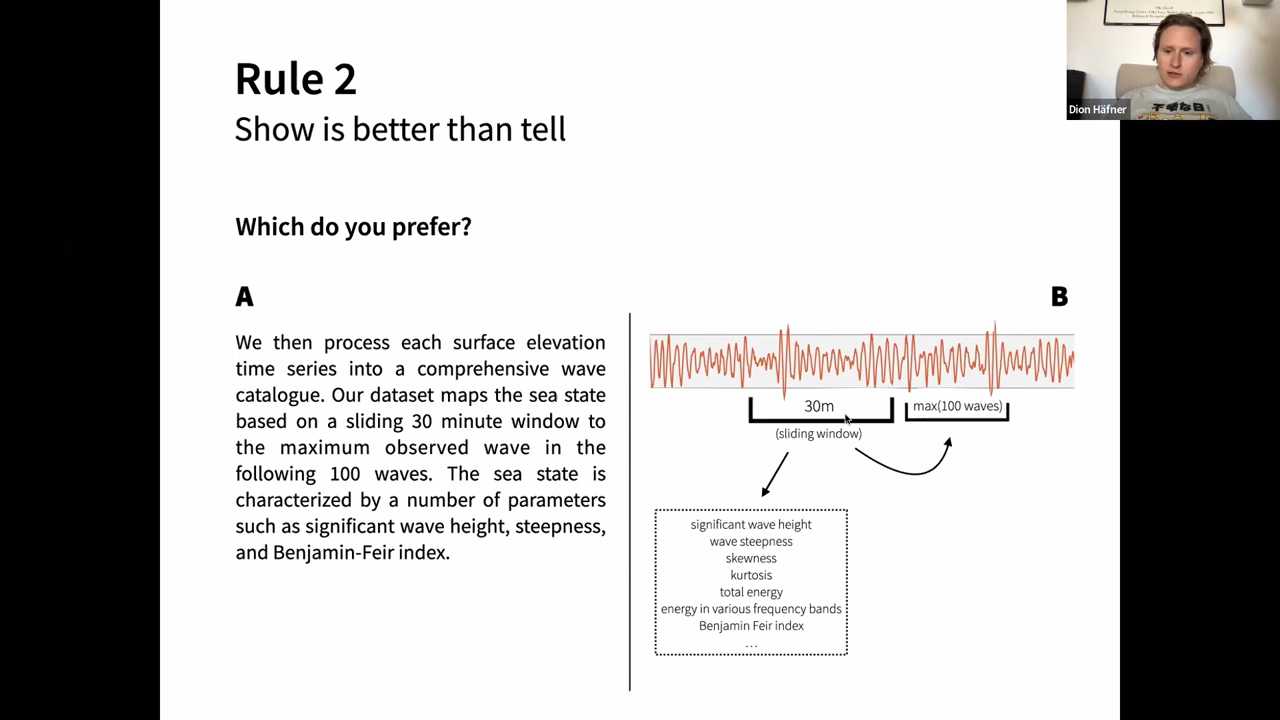 Rule 2
Show is better than tell
Dion Häfner
Which do you prefer?
A
B
We then process each surface elevation
time series into a comprehensive wave
catalogue. Our dataset maps the sea state
based on a sliding 30 minute window to
the maximum observed wave in the
following 100 waves. The sea state is
characterized by a number of parameters
such as significant wave height, steepness,
and Benjamin-Feir index.
30m
max(100 waves)
(sliding window)
significant wave height
wave steepness
skewness
kurtosis
total energy
energy in various frequency bands
Benjamin Feir index
...